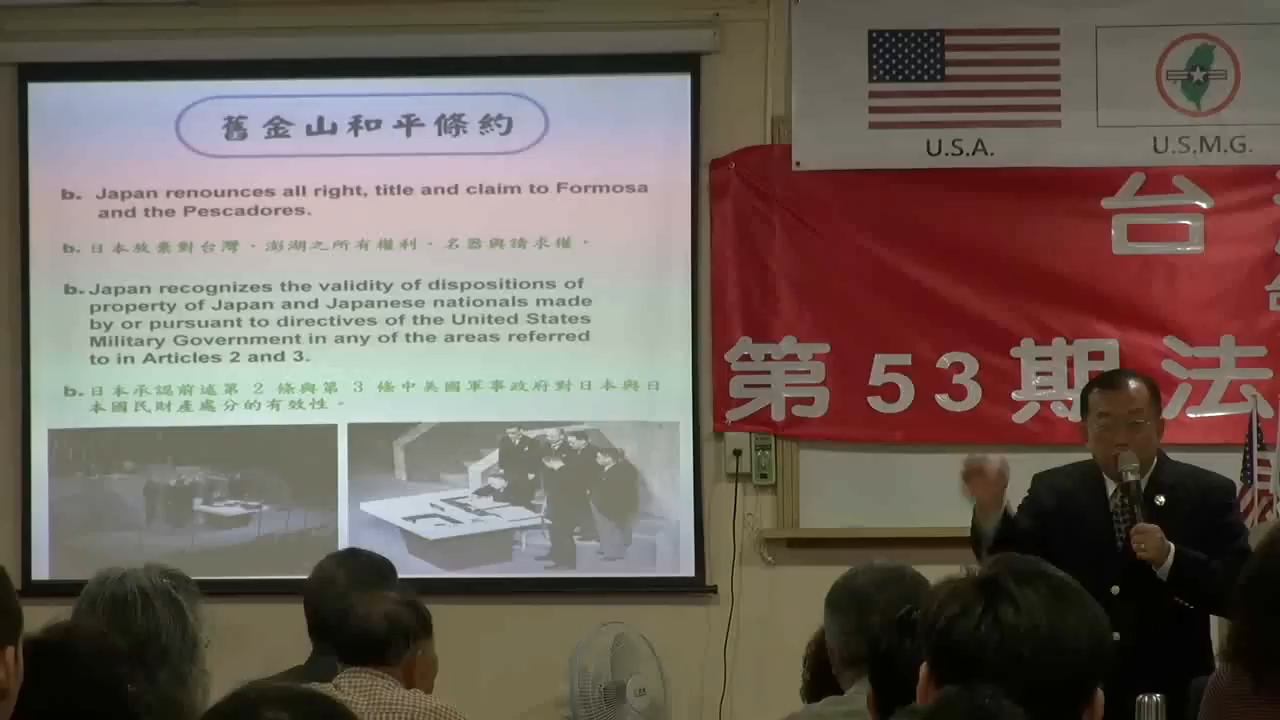 舊金山和平條約
b. Japan renounces all right, title and claim to Formosa
and the Pescadores.
b. 日本放棄對台灣、澎湖之所有權利、名器與請求權。
b. Japan recognizes the validity of dispositions of
property of Japan and Japanese nationals made
by or pursuant to directives of the United States
Military Government in any of the areas referred
to in Articles 2 and 3.
b. 日本承認前述第 2 條與第 3 條中美國軍事政府對日本與日
本國民財產處分的有效性。
U.S.A.
U.S.M.G.
台
第 53 期 法